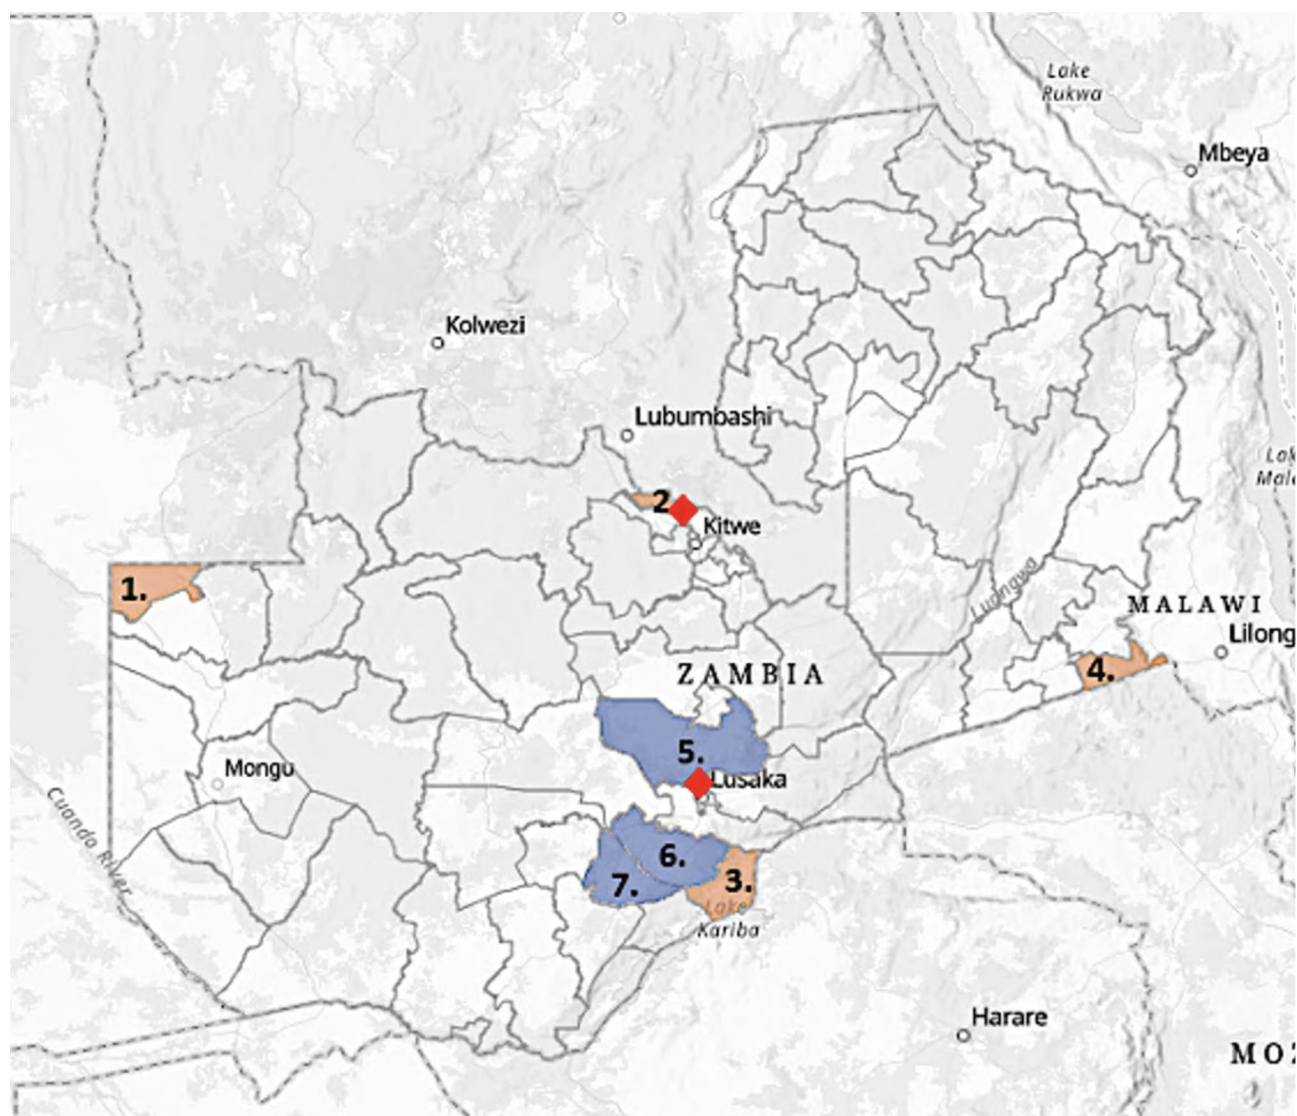 Lake
Rukwa
Mbeya
Kolwezi
Lubumbashi
Lak
Mala
2
Kitwe
1.
Luangwa
MALAWI
Lilong
ZAMBIA
4.
5.
Mongu
Lusaka
Cuando River
6.
3.
7.
Lake
Kariba
Harare
MOZ